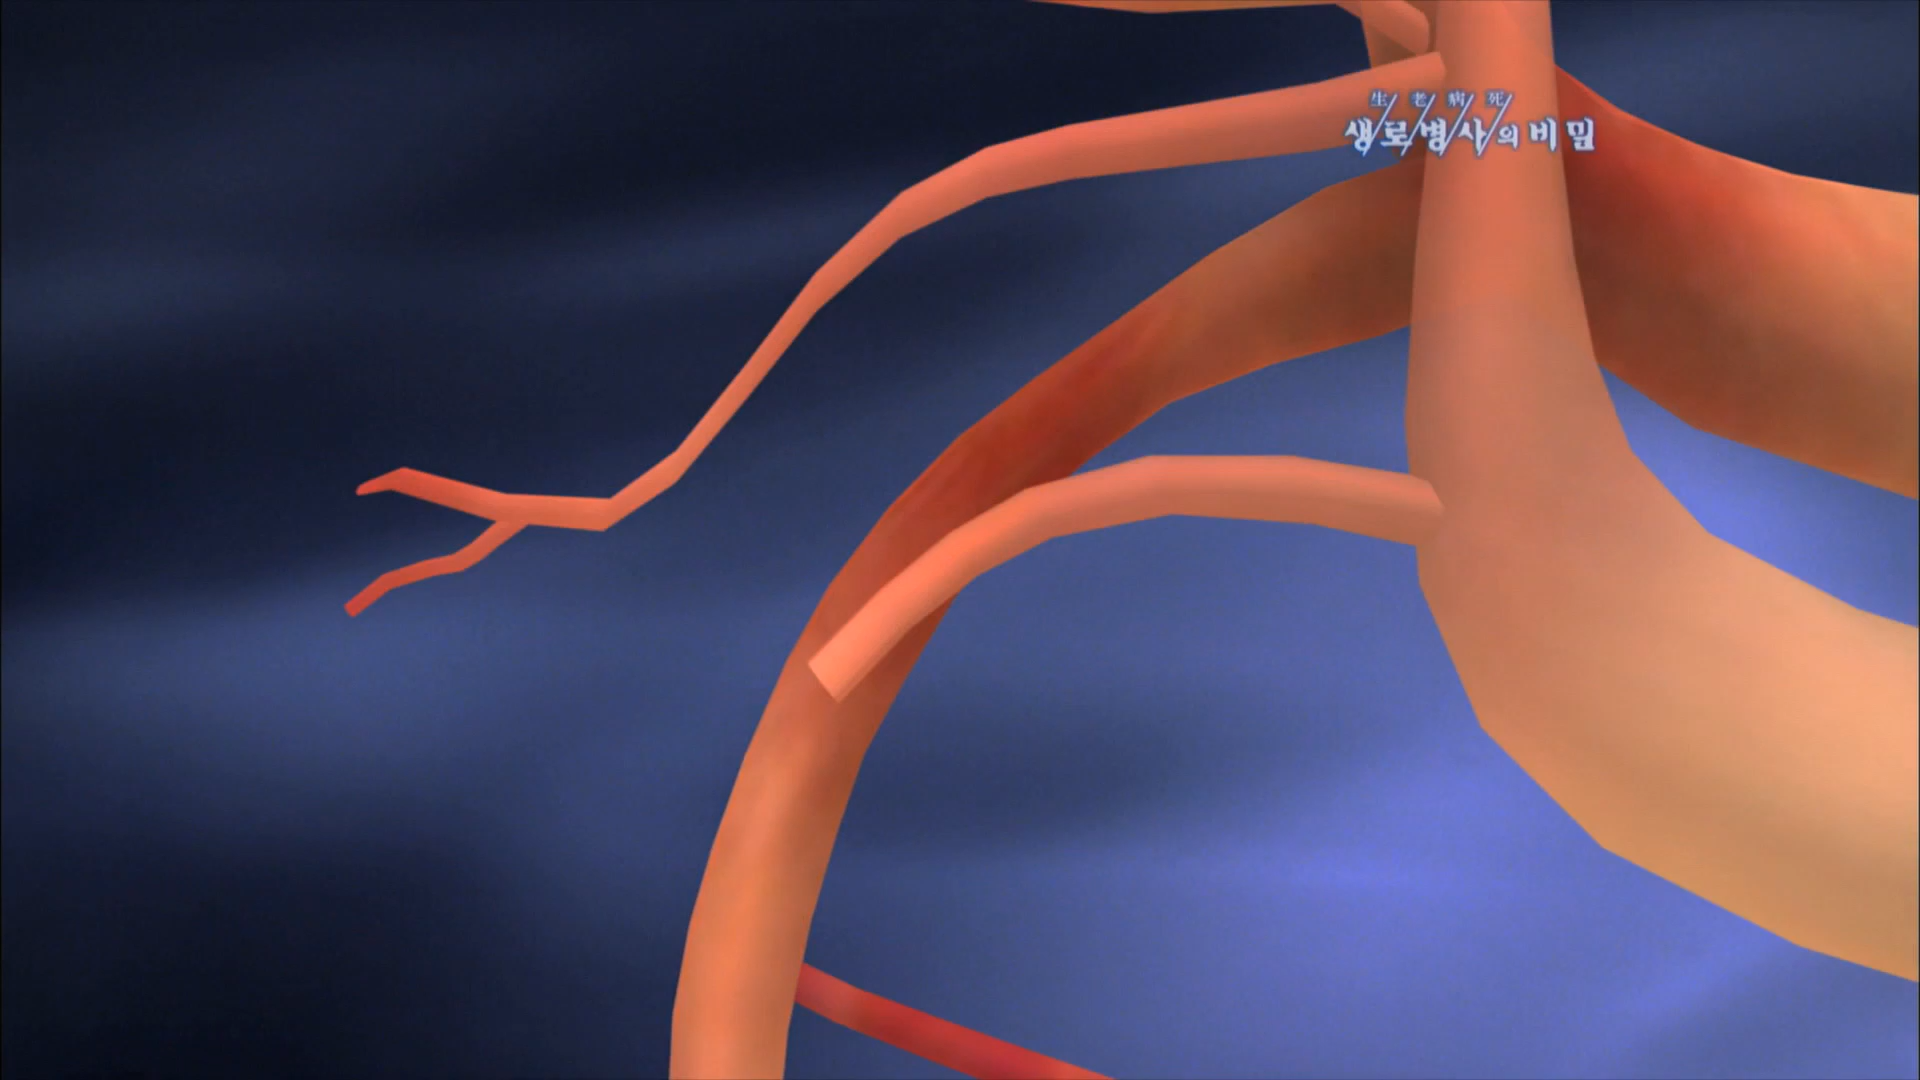 生 老 病 死
생로병사의 비밀